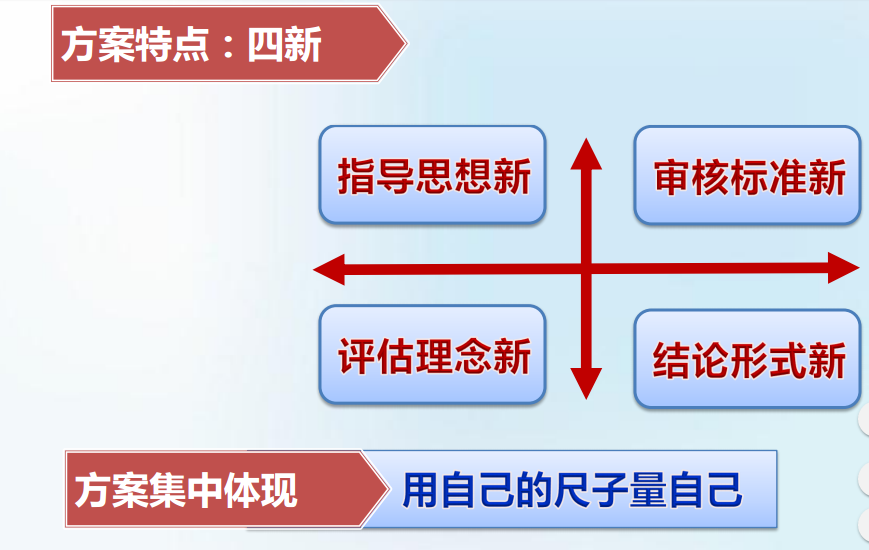 方案特点：四新
指导思想新
审核标准新
评估理念新
结论形式新
方案集中体现
用自己的尺子量自己